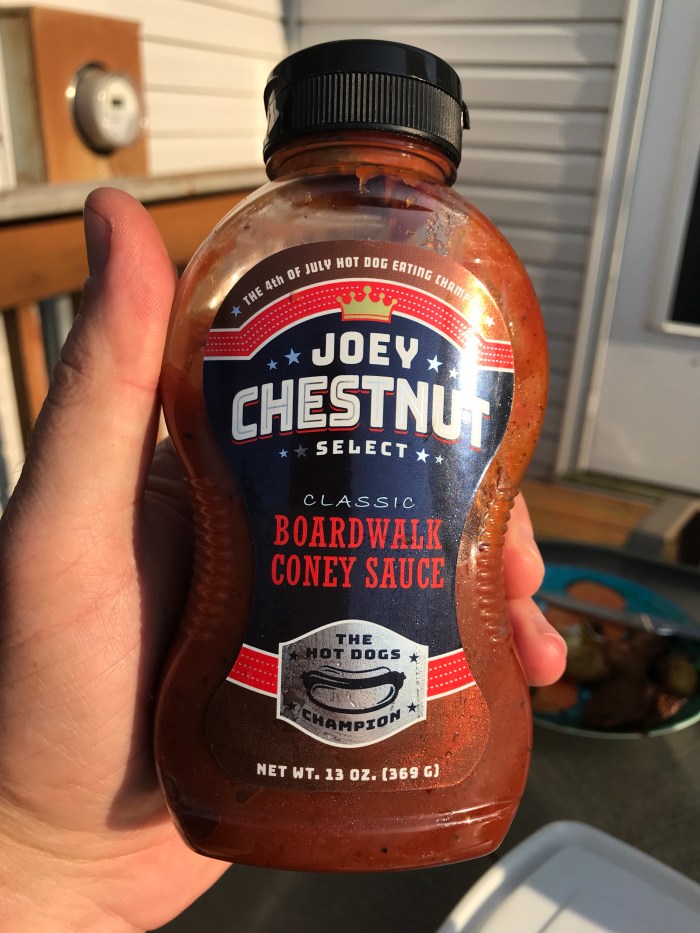 THE 4th OF JULY HOT DOG EATING CHAMP
JOEY
CHESTNUT
SELECT
CLASSIC
BOARDWALK
CONEY SAUCE
THE
HOT DOGS
CHAMPION
NET WT. 13 OZ. (369 G)